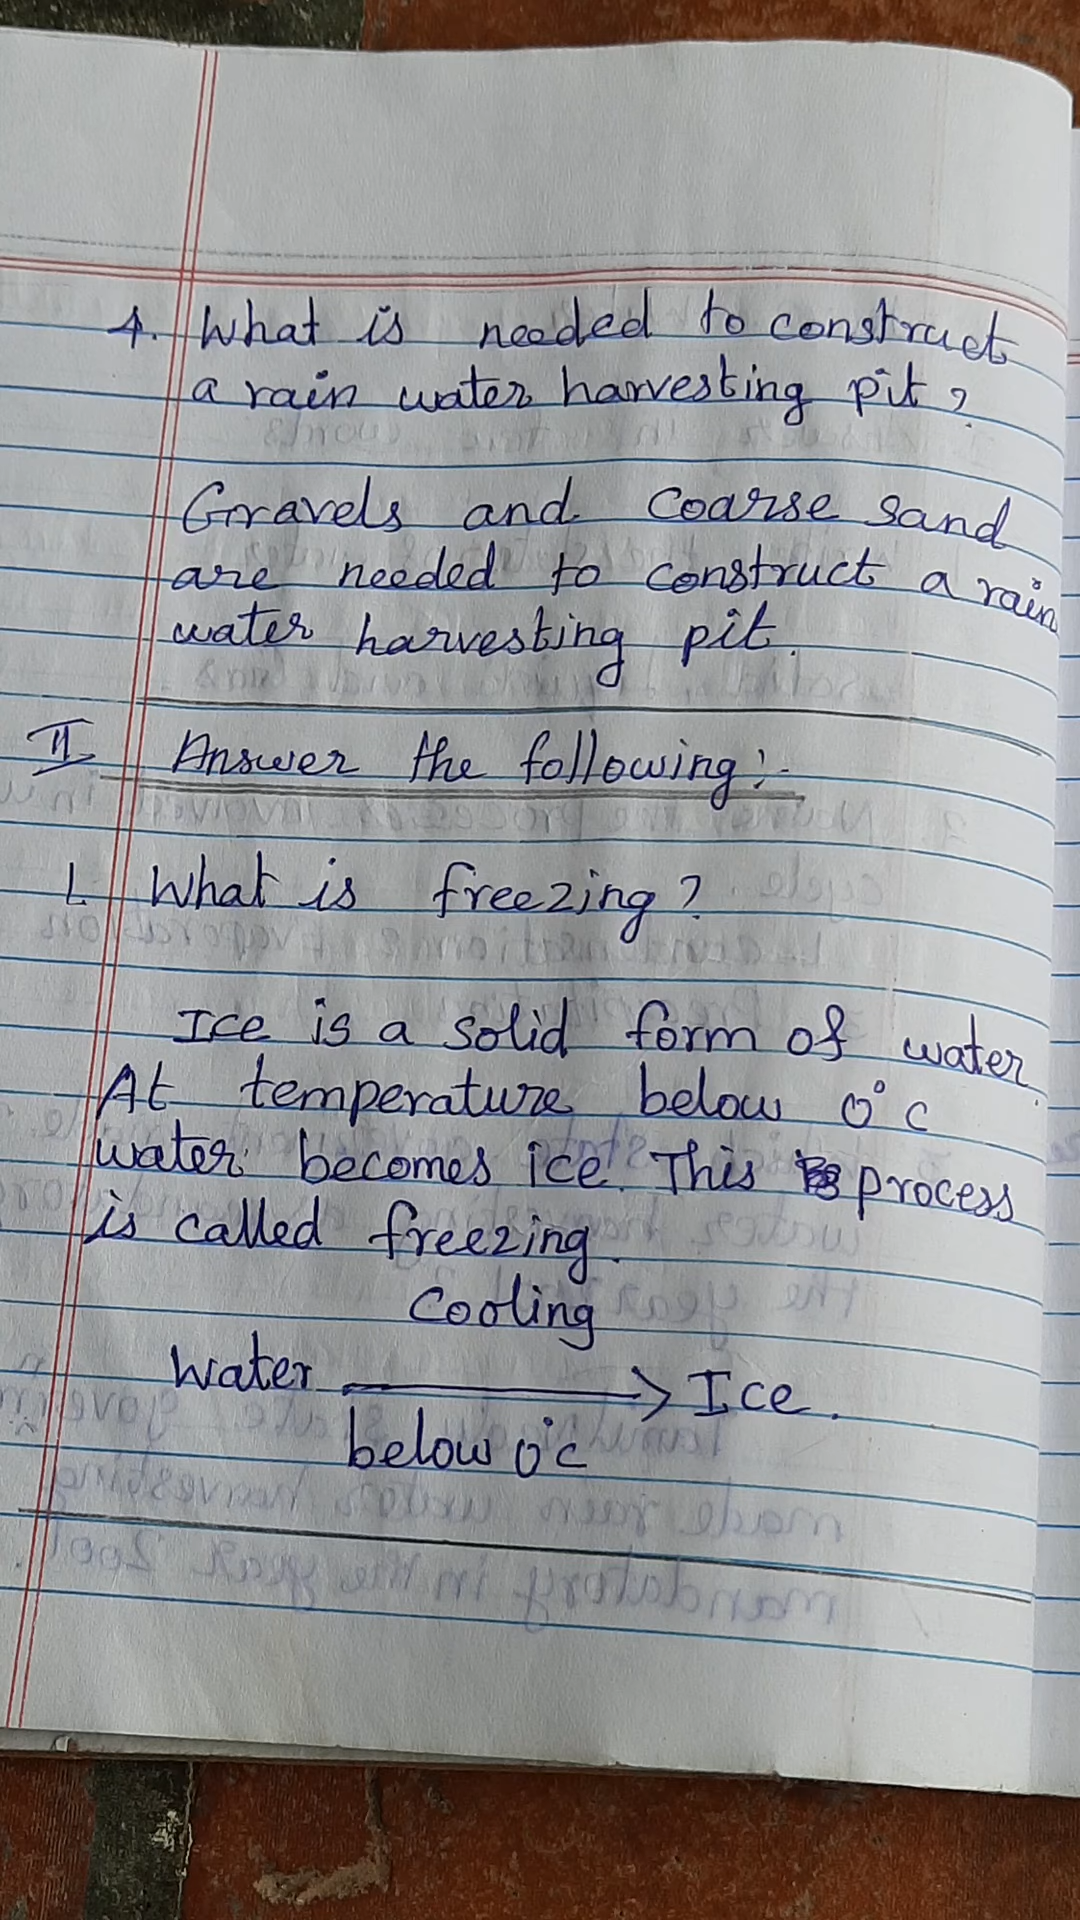 4. What is needed to construct
a rain water harvesting pit?
Gravels and coarse sand
are needed to construct a rain
water harvesting pit.
II Answer the following:-
1. What is freezing?
Ice is a solid form of water.
At temperature below 0°c
water becomes ice. This process
is called freezing.
Cooling
Water → Ice.
below 0°c